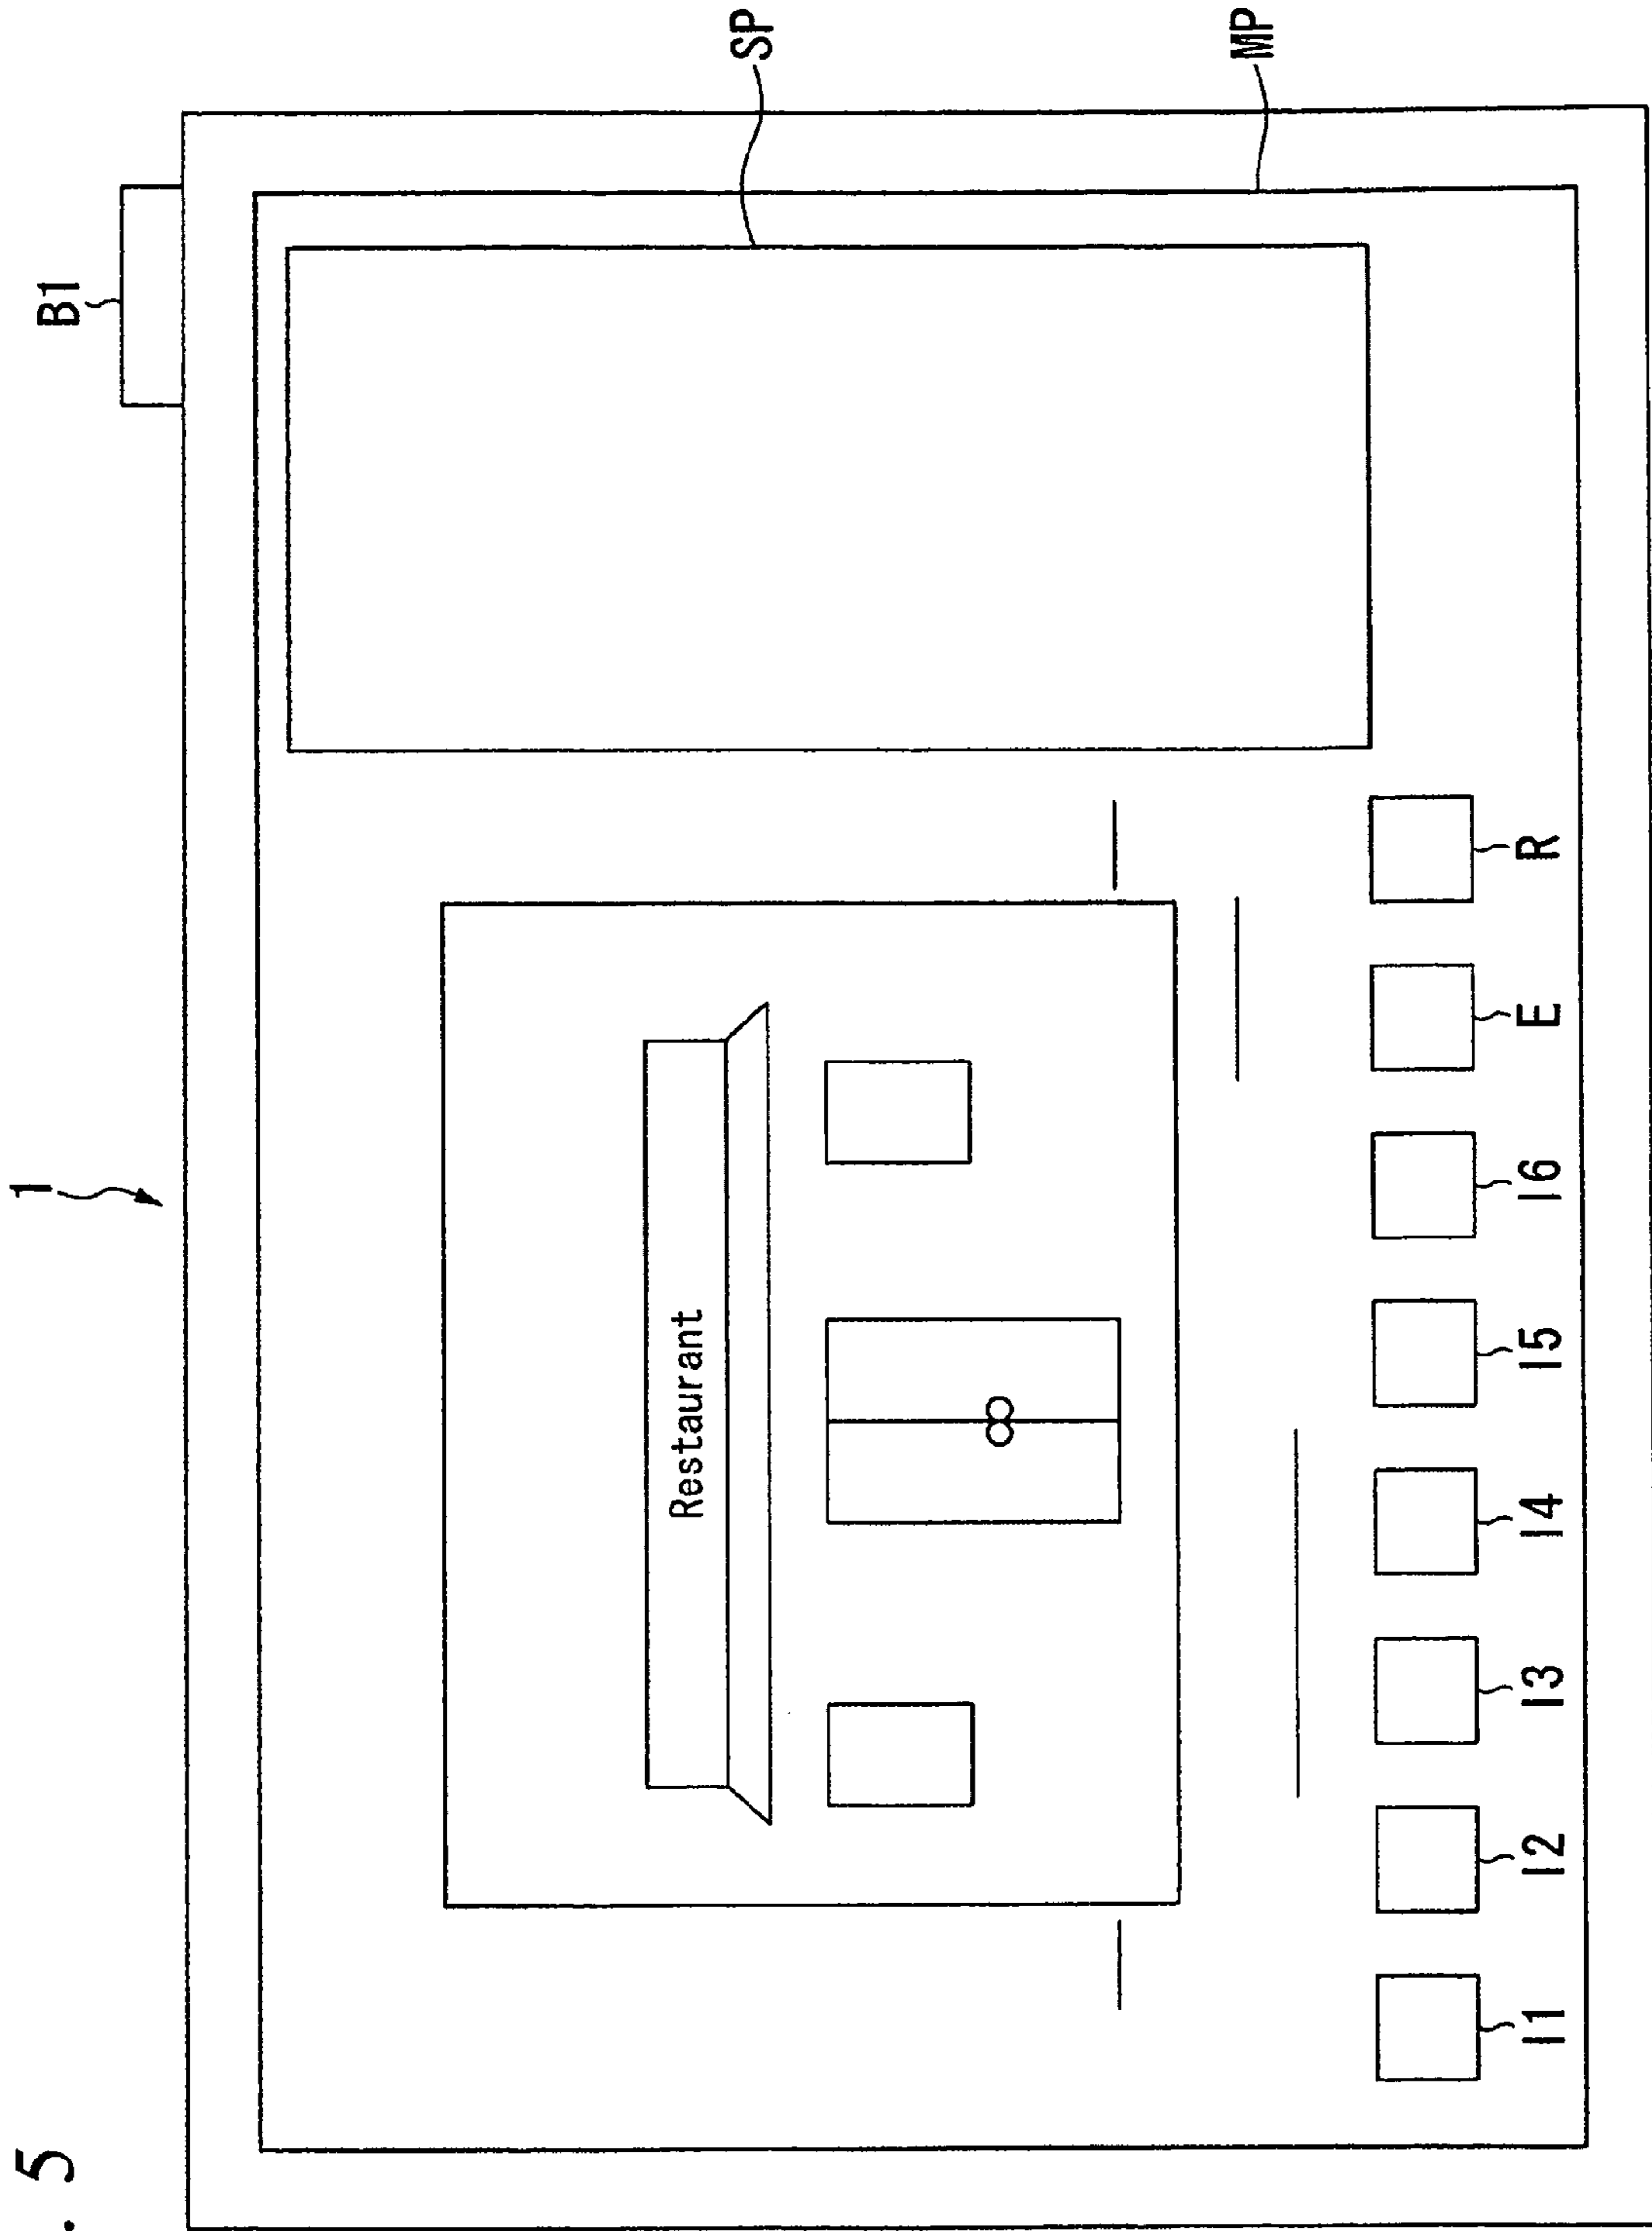 . 5
1
B1
SP
MP
Restaurant
I1 I2 I3 I4 I5 I6 E R